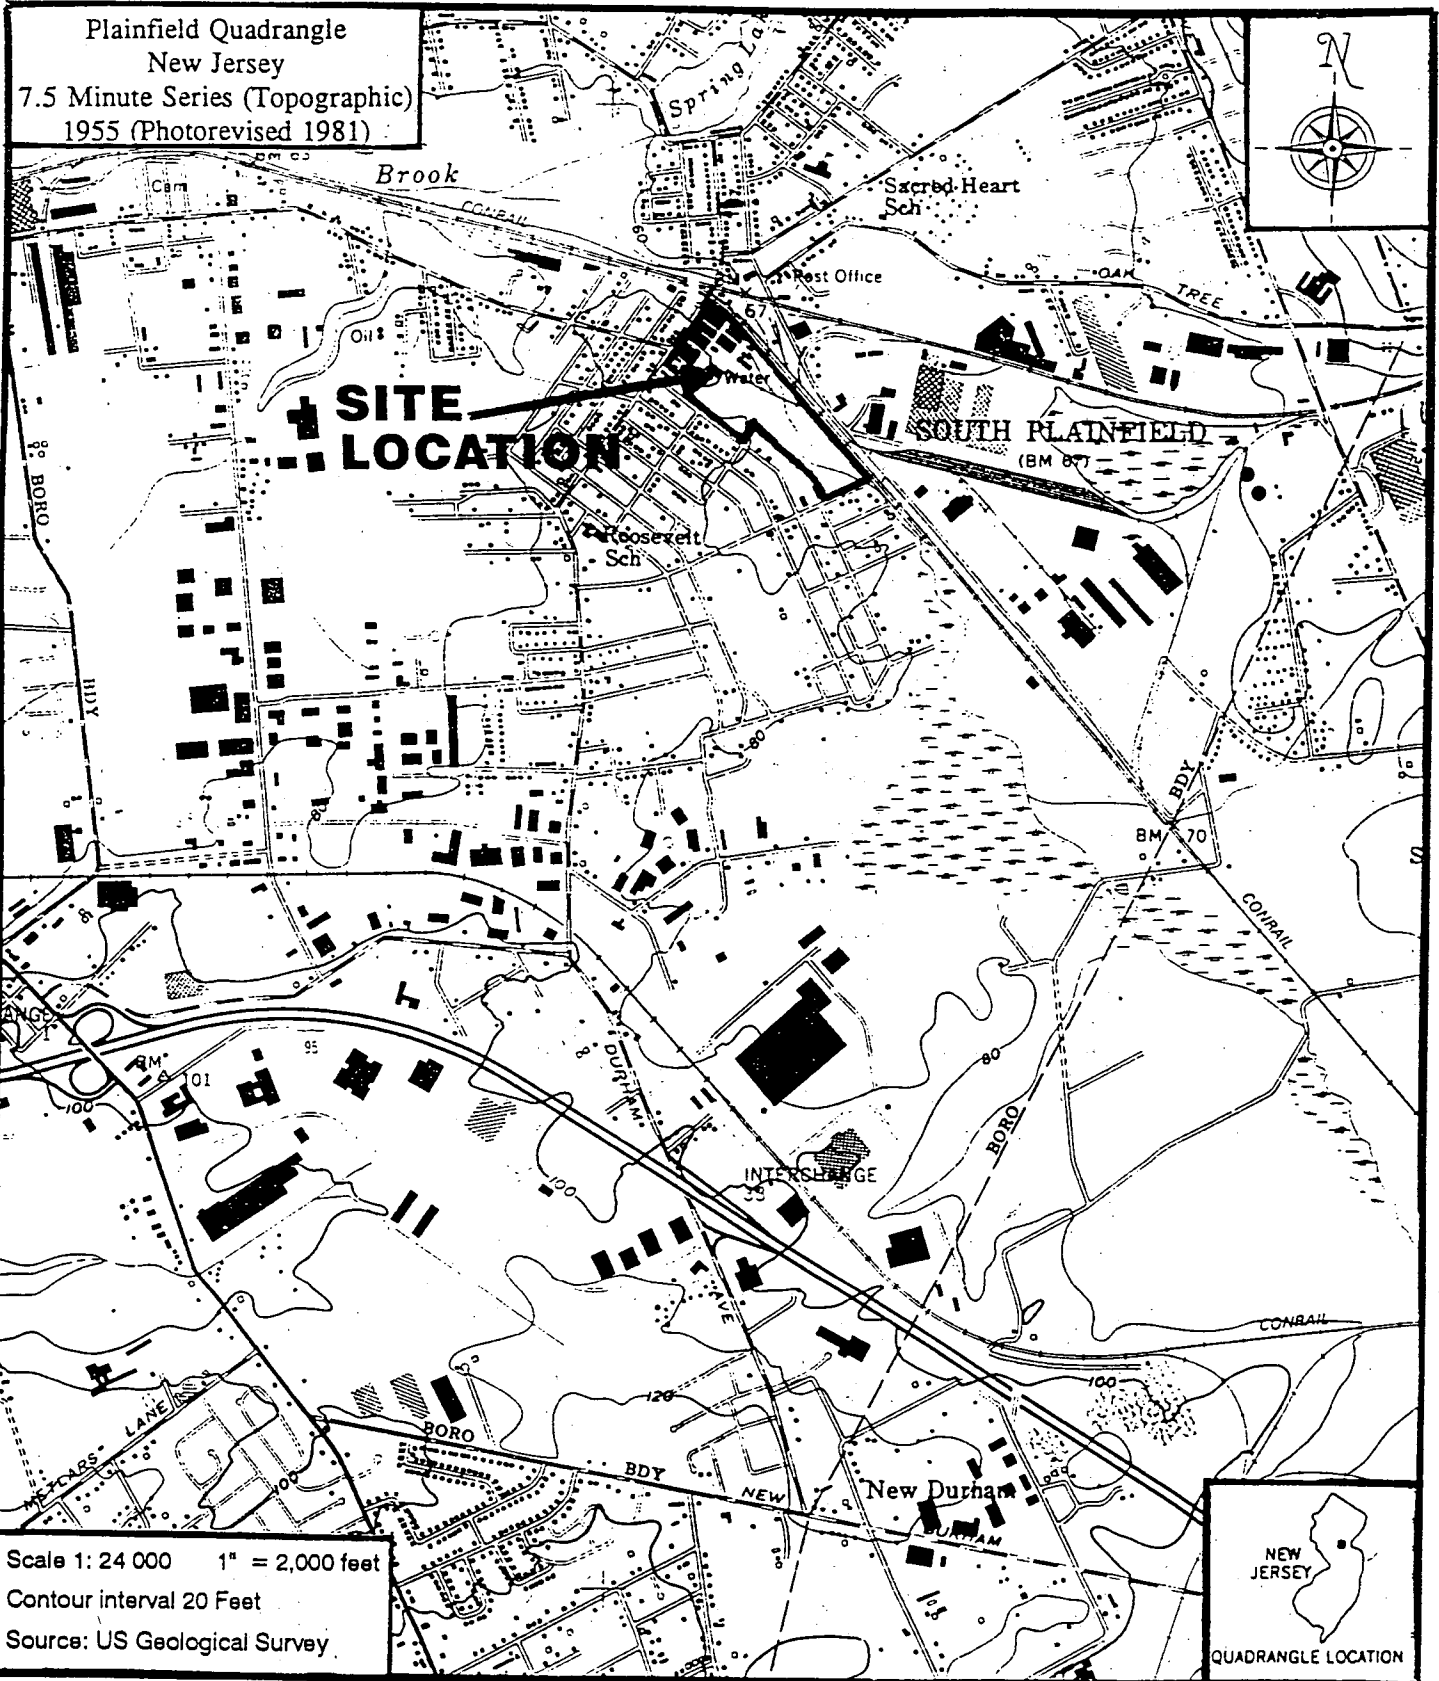 Plainfield Quadrangle
New Jersey
7.5 Minute Series (Topographic)
1955 (Photorevised 1981)
N
Spring
Brook
CONRAIL
Cem
60
Sacred Heart
Sch
Post Office
OAK
TREE
67
Oil
Water
SITE
LOCATION
SOUTH PLAINFIELD
(BM 67)
BORO
BDY
Roosevelt
Sch
80
80
BDY
BM 70
CONRAIL
S
95
BM
101
100
DURHAM
AVE
80
BORO
100
INTERCHANGE
CONRAIL
100
120
METLARS LANE
100
BORO
BDY
NEW
DURHAM
New Durham
Scale 1: 24 000 1" = 2,000 feet
Contour interval 20 Feet
Source: US Geological Survey
NEW
JERSEY
QUADRANGLE LOCATION